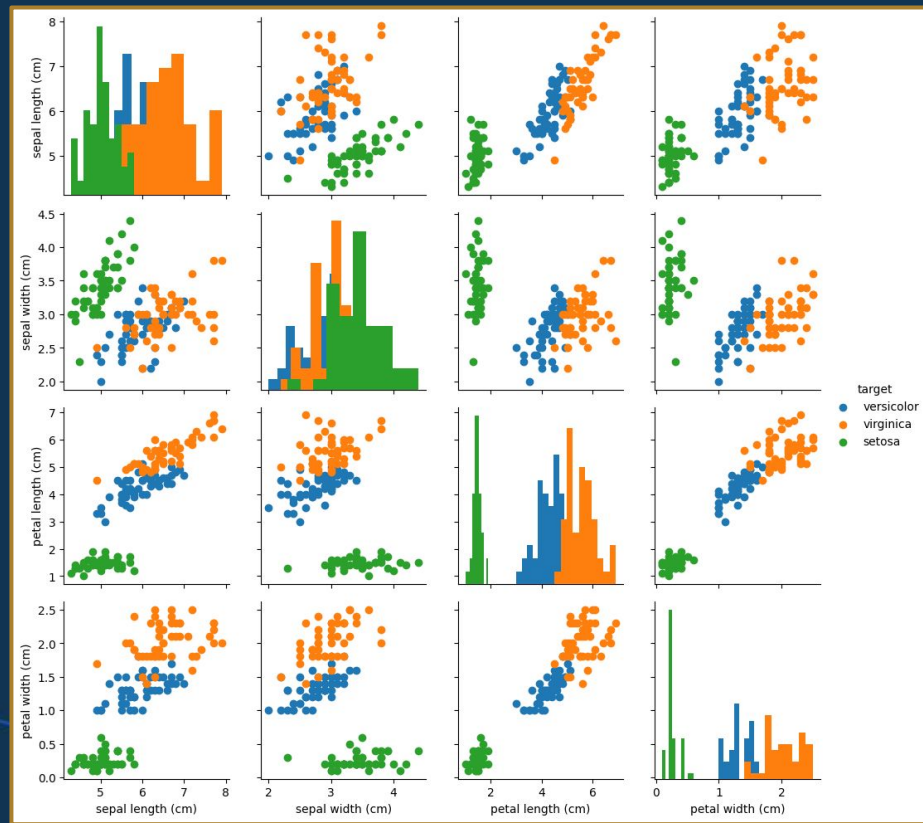 sepal length (cm)
8
7
6
5
sepal width (cm)
4.5
4.0
3.5
3.0
2.5
2.0
petal length (cm)
7
6
5
4
3
2
1
petal width (cm)
2.5
2.0
1.5
1.0
0.5
0.0
5 6 7 8
sepal length (cm)
2 3 4
sepal width (cm)
2 4 6
petal length (cm)
0 1 2
petal width (cm)
target
versicolor
virginica
setosa